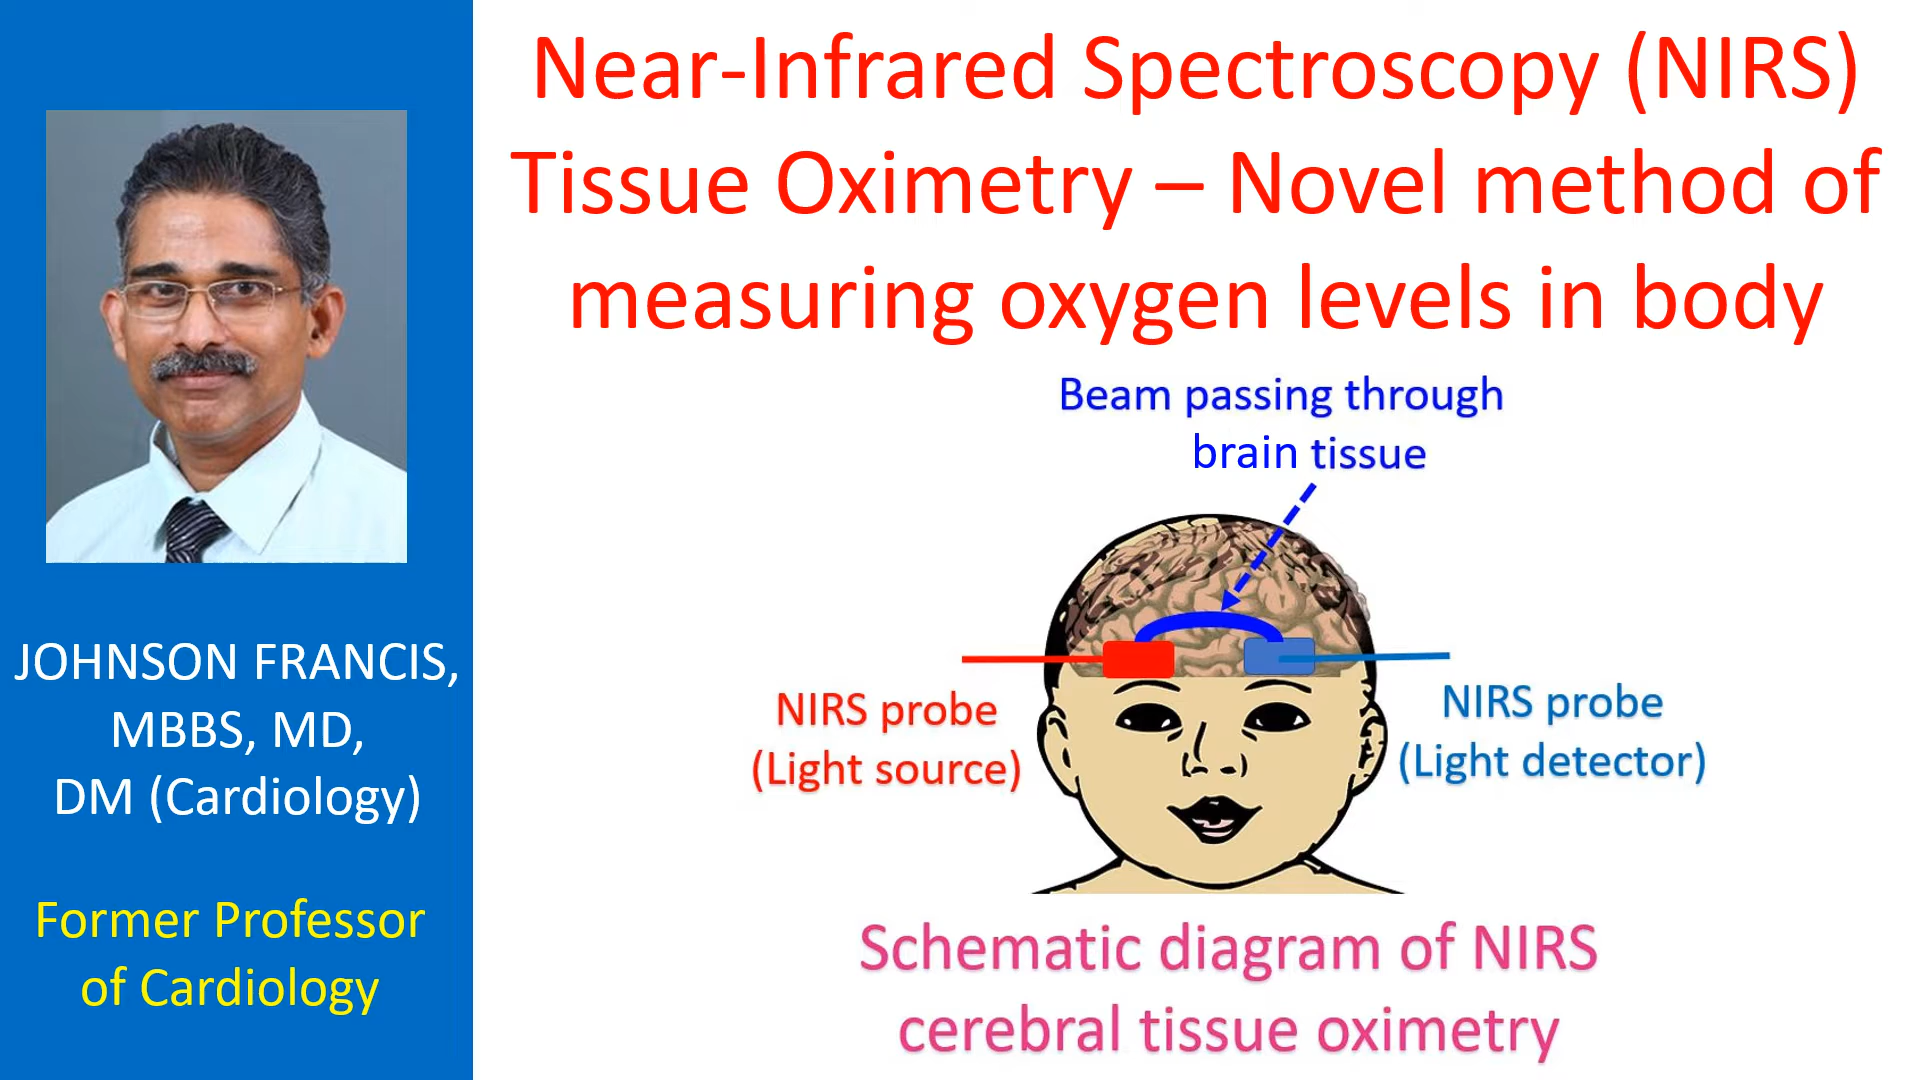 Near-Infrared Spectroscopy (NIRS)
Tissue Oximetry – Novel method of
measuring oxygen levels in body
Beam passing through
brain tissue
NIRS probe
(Light source)
NIRS probe
(Light detector)
Schematic diagram of NIRS
cerebral tissue oximetry
JOHNSON FRANCIS,
MBBS, MD,
DM (Cardiology)
Former Professor
of Cardiology